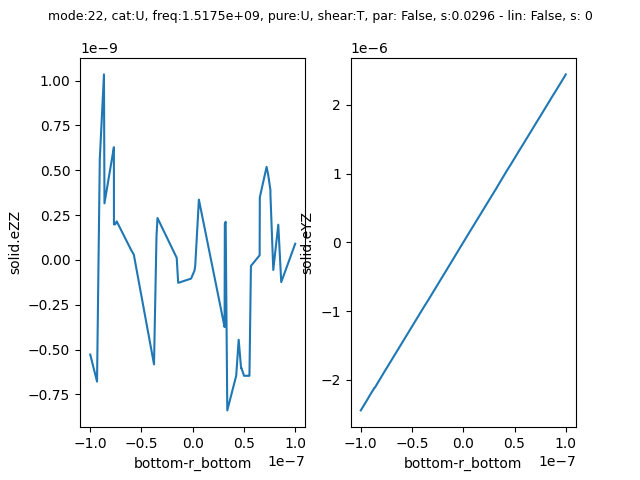 mode:22, cat:U, freq:1.5175e+09, pure:U, shear:T, par: False, s:0.0296 - lin: False, s: 0
1e−9
1.00
0.75
0.50
0.25
0.00
−0.25
−0.50
−0.75
solid.eZZ
−1.0 −0.5 0.0 0.5 1.0
bottom-r_bottom 1e−7
1e−6
2
1
0
−1
−2
solid.eYZ
−1.0 −0.5 0.0 0.5 1.0
bottom-r_bottom 1e−7